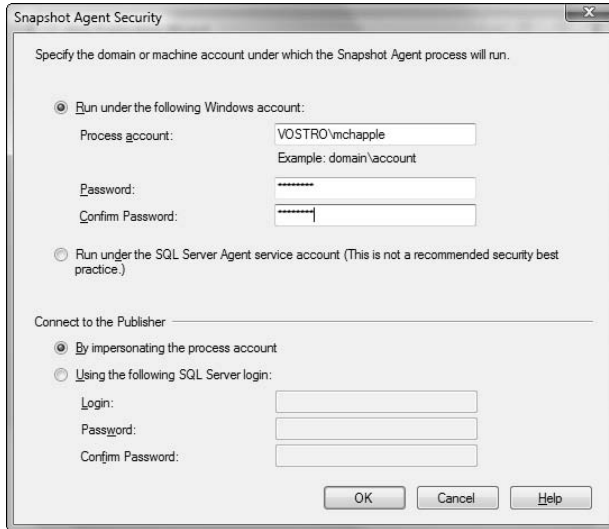 Snapshot Agent Security
Specify the domain or machine account under which the Snapshot Agent process will run.
Run under the following Windows account:
Process account: VOSTRO\mchapple
Example: domain\account
Password: ********
Confirm Password: ********
Run under the SQL Server Agent service account (This is not a recommended security best
practice.)
Connect to the Publisher
By impersonating the process account
Using the following SQL Server login:
Login:
Password:
Confirm Password:
OK Cancel Help